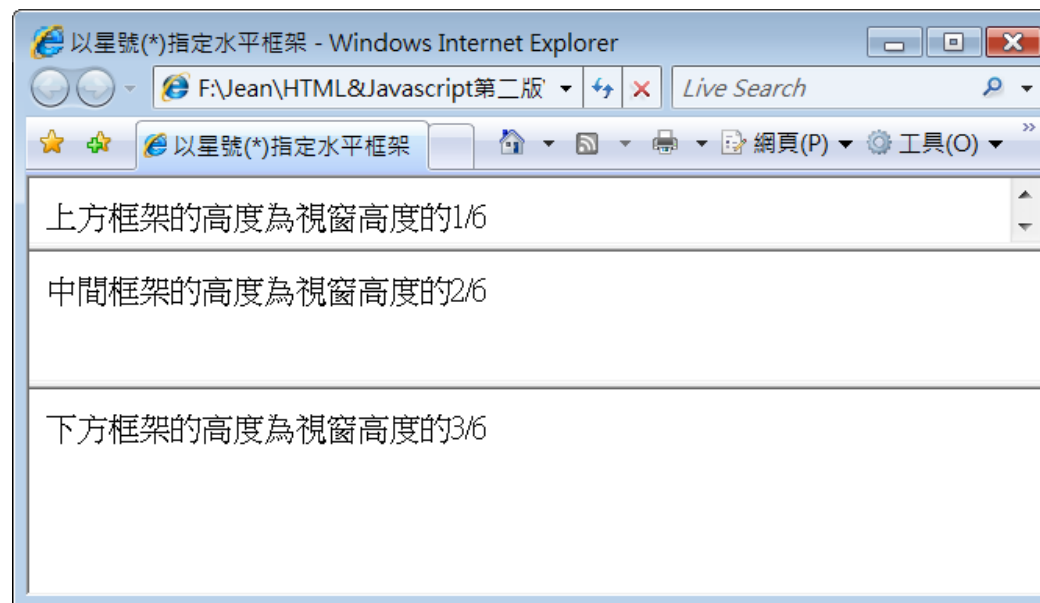 以星號(*)指定水平框架 - Windows Internet Explorer
F:\Jean\HTML&Javascript第二版 Live Search
以星號(*)指定水平框架 網頁(P) 工具(O) »
上方框架的高度為視窗高度的1/6
中間框架的高度為視窗高度的2/6
下方框架的高度為視窗高度的3/6